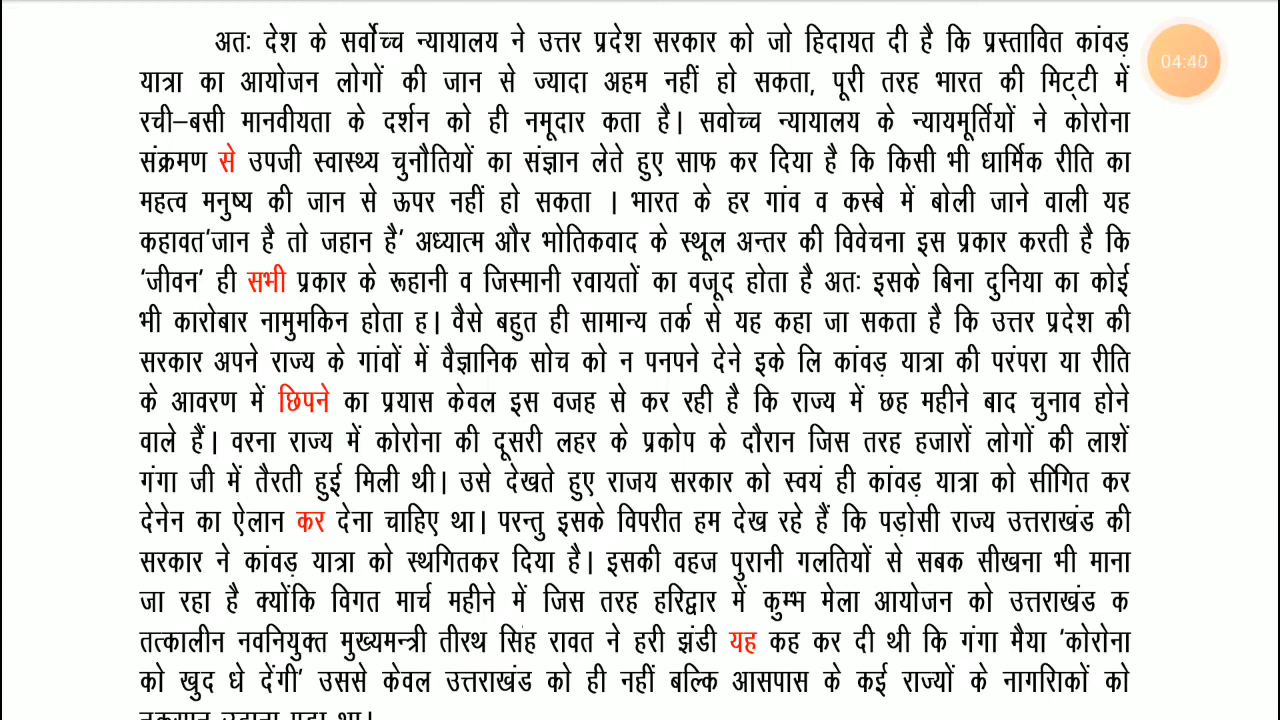 अतः देश के सर्वोच्च न्यायालय ने उत्तर प्रदेश सरकार को जो हिदायत दी है कि प्रस्तावित कांवड़
04:40
यात्रा का आयोजन लोगों की जान से ज्यादा अहम नहीं हो सकता, पूरी तरह भारत की मिट्टी में
रची–बसी मानवीयता के दर्शन को ही नमूदार कता है। सवोच्च न्यायालय के न्यायमूर्तियों ने कोरोना
संक्रमण से उपजी स्वास्थ्य चुनौतियों का संज्ञान लेते हुए साफ कर दिया है कि किसी भी धार्मिक रीति का
महत्व मनुष्य की जान से ऊपर नहीं हो सकता । भारत के हर गांव व कस्बे में बोली जाने वाली यह
कहावत'जान है तो जहान है' अध्यात्म और भोतिकवाद के स्थूल अन्तर की विवेचना इस प्रकार करती है कि
'जीवन' ही सभी प्रकार के रूहानी व जिस्मानी रवायतों का वजूद होता है अतः इसके बिना दुनिया का कोई
भी कारोबार नामुमकिन होता ह। वैसे बहुत ही सामान्य तर्क से यह कहा जा सकता है कि उत्तर प्रदेश की
सरकार अपने राज्य के गांवों में वैज्ञानिक सोच को न पनपने देने इके लि कांवड़ यात्रा की परंपरा या रीति
के आवरण में छिपने का प्रयास केवल इस वजह से कर रही है कि राज्य में छह महीने बाद चुनाव होने
वाले हैं। वरना राज्य में कोरोना की दूसरी लहर के प्रकोप के दौरान जिस तरह हजारों लोगों की लाशें
गंगा जी में तैरती हुई मिली थी। उसे देखते हुए राजय सरकार को स्वयं ही कांवड़ यात्रा को सींगित कर
देनेन का ऐलान कर देना चाहिए था। परन्तु इसके विपरीत हम देख रहे हैं कि पड़ोसी राज्य उत्तराखंड की
सरकार ने कांवड़ यात्रा को स्थगितकर दिया है। इसकी वहज पुरानी गलतियों से सबक सीखना भी माना
जा रहा है क्योंकि विगत मार्च महीने में जिस तरह हरिद्वार में कुम्भ मेला आयोजन को उत्तराखंड क
तत्कालीन नवनियुक्त मुख्यमन्त्री तीरथ सिंह रावत ने हरी झंडी यह कह कर दी थी कि गंगा मैया 'कोरोना
को खुद धे देंगी' उससे केवल उत्तराखंड को ही नहीं बल्कि आसपास के कई राज्यों के नागरिाकों को